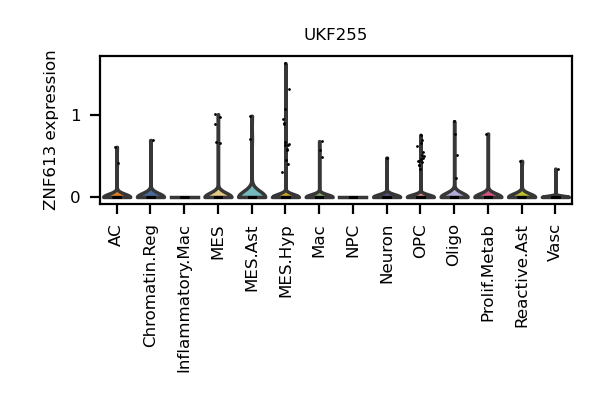 UKF255
ZNF613 expression
1
0
AC
Chromatin.Reg
Inflammatory.Mac
MES
MES.Ast
MES.Hyp
Mac
NPC
Neuron
OPC
Oligo
Prolif.Metab
Reactive.Ast
Vasc